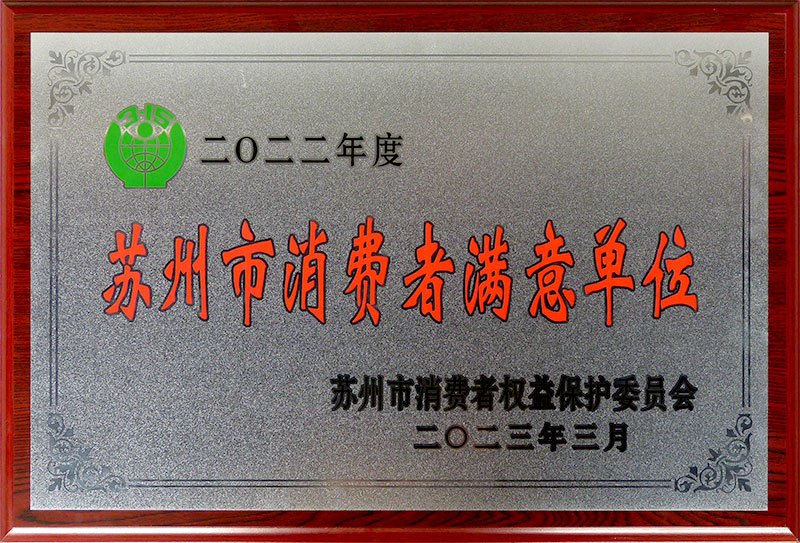 3·15
二〇二二年度
苏州市消费者满意单位
苏州市消费者权益保护委员会
二〇二三年三月